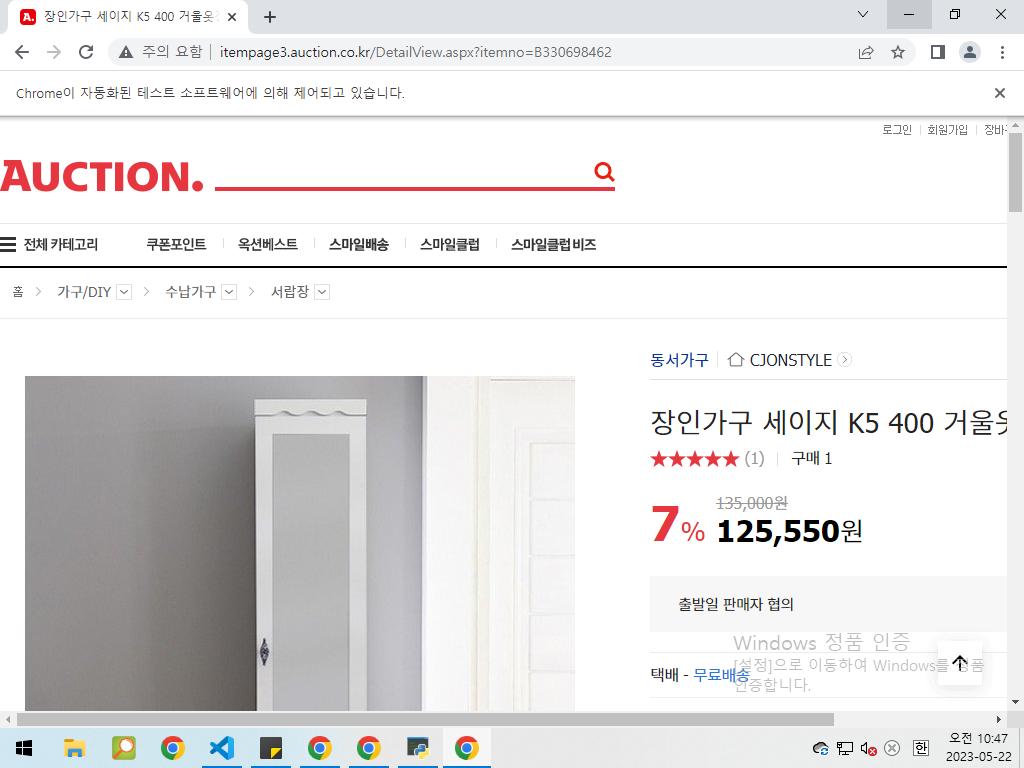 장인가구 세이지 K5 400 거울옷
주의 요함
itempage3.auction.co.kr/DetailView.aspx?itemno=B330698462
Chrome이 자동화된 테스트 소프트웨어에 의해 제어되고 있습니다.
로그인 회원가입 장바
AUCTION.
전체 카테고리 쿠폰포인트 옥션베스트 스마일배송 스마일클럽 스마일클럽 비즈
홈 가구/DIY 수납가구 서랍장
동서가구 CJONSTYLE
장인가구 세이지 K5 400 거울옷
(1) 구매 1
135,000원
7% 125,550원
출발일 판매자 협의
Windows 정품 인증
[설정]으로 이동하여 Windows를 정품
인증합니다.
택배 - 무료배송
한
오전 10:47
2023-05-22